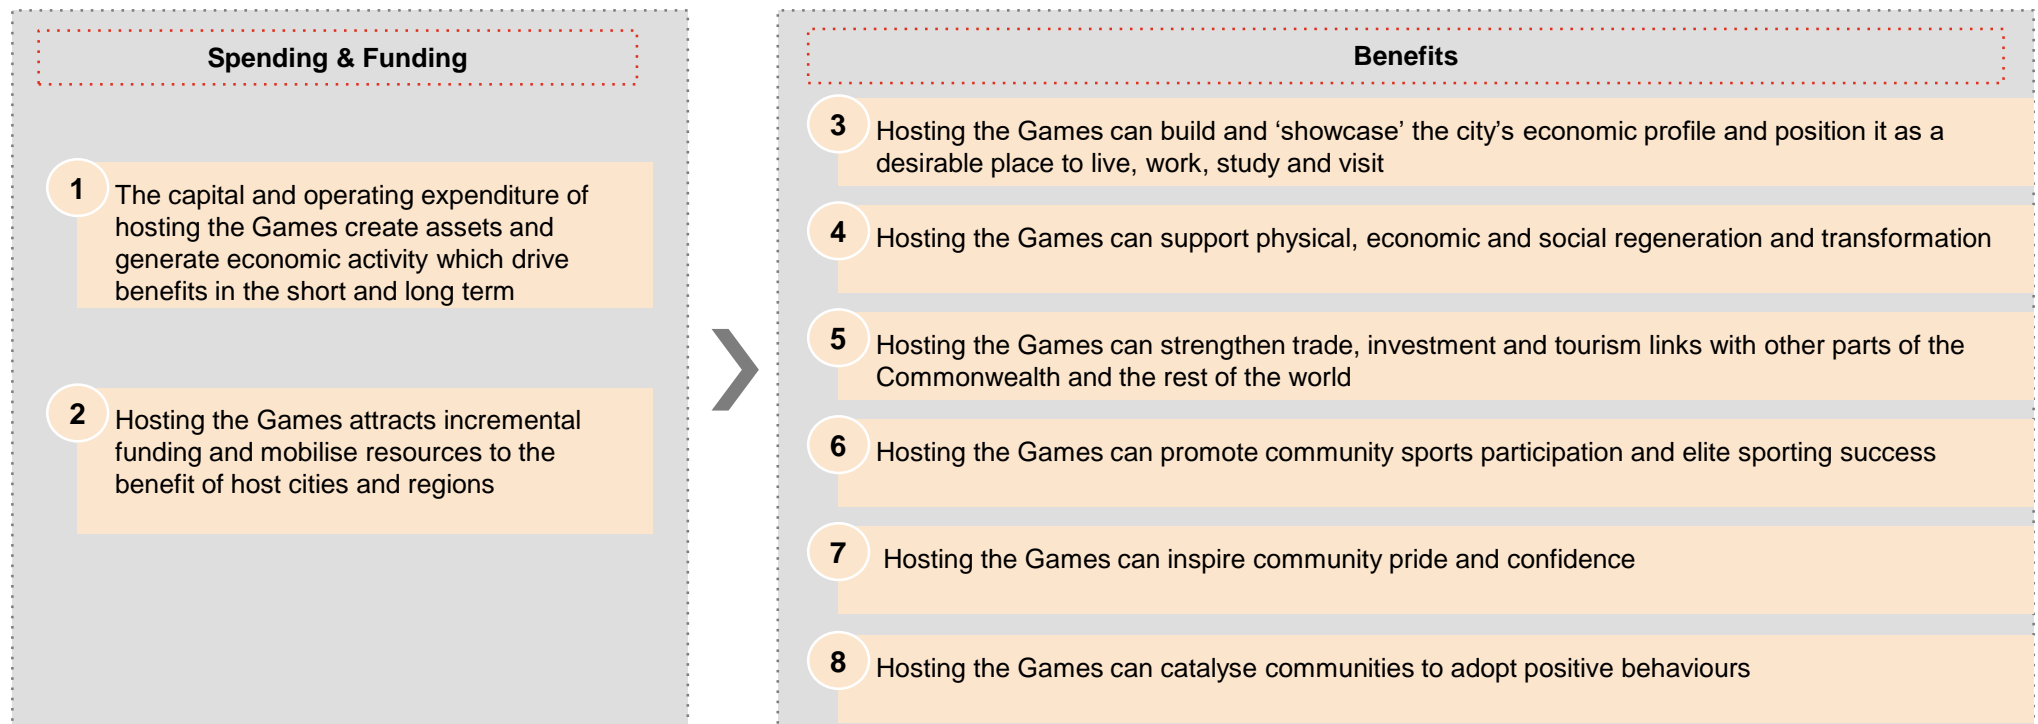 Spending & Funding
1
The capital and operating expenditure of
hosting the Games create assets and
generate economic activity which drive
benefits in the short and long term
2
Hosting the Games attracts incremental
funding and mobilise resources to the
benefit of host cities and regions
Benefits
3
Hosting the Games can build and ‘showcase’ the city’s economic profile and position it as a
desirable place to live, work, study and visit
4
Hosting the Games can support physical, economic and social regeneration and transformation
5
Hosting the Games can strengthen trade, investment and tourism links with other parts of the
Commonwealth and the rest of the world
6
Hosting the Games can promote community sports participation and elite sporting success
7
Hosting the Games can inspire community pride and confidence
8
Hosting the Games can catalyse communities to adopt positive behaviours